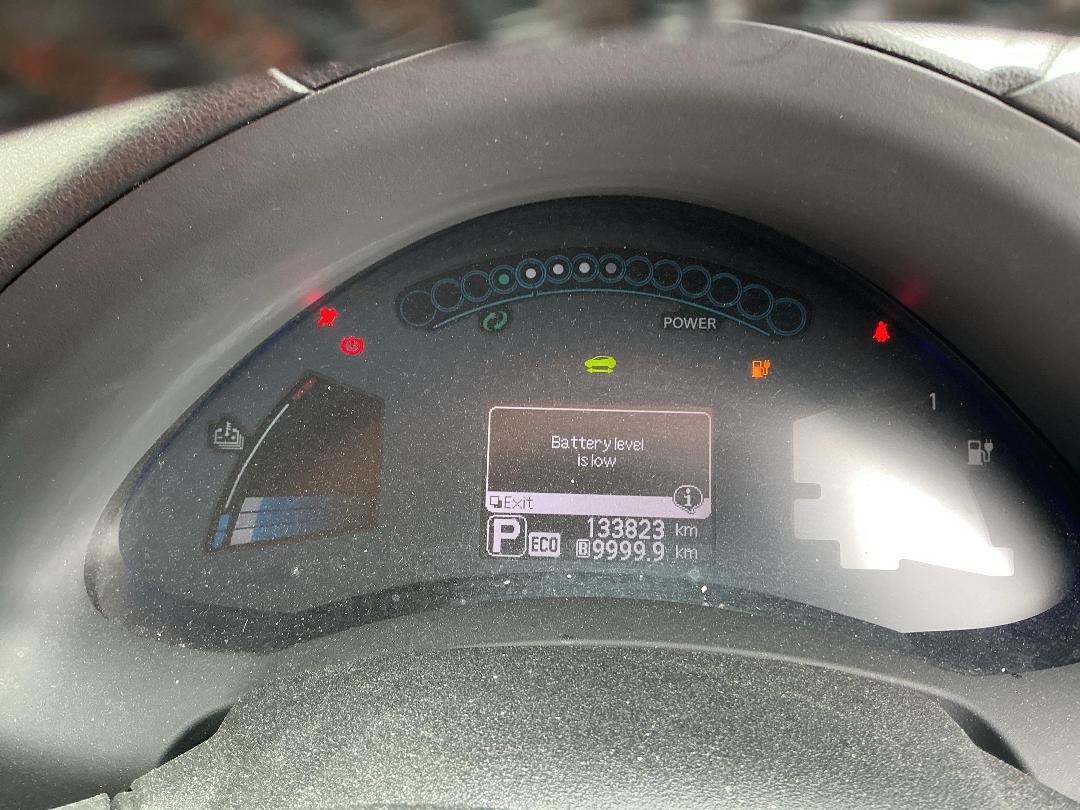 POWER
1
Battery level
is low
Exit
i
P
ECO
133823 km
B 9999.9 km